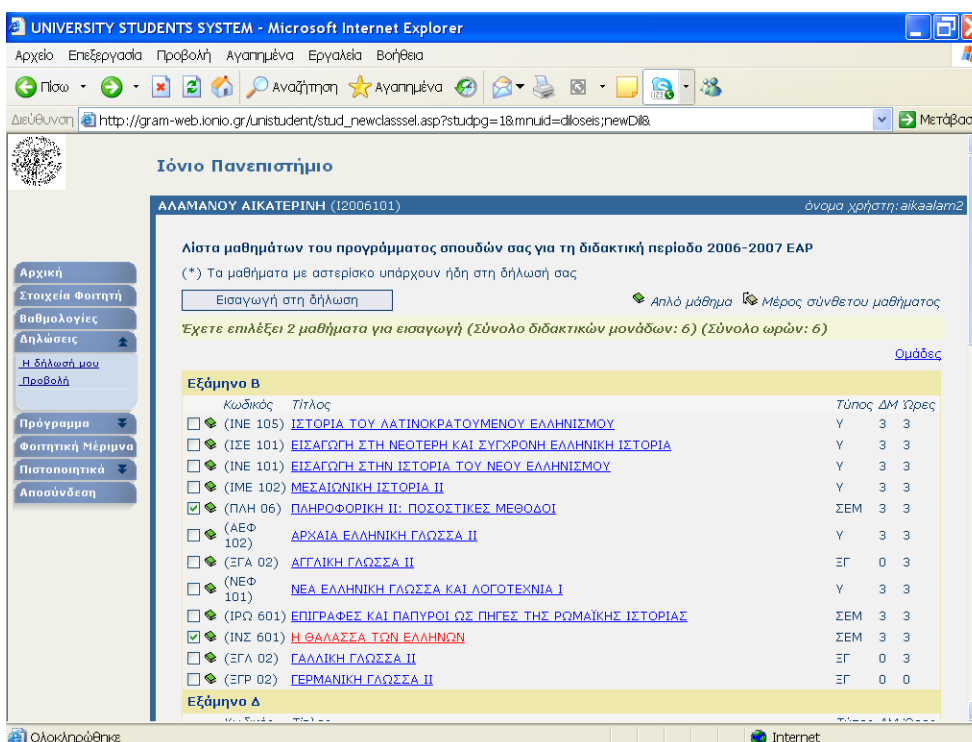 UNIVERSITY STUDENTS SYSTEM - Microsoft Internet Explorer
Αρχείο Επεξεργασία Προβολή Αγαπημένα Εργαλεία Βοήθεια
Πίσω Αναζήτηση Αγαπημένα
Διεύθυνση http://gram-web.ionio.gr/unistudent/stud_newclasssel.asp?studpg=1&mnuid=diloseis;newDil& Μετάβασ
Ιόνιο Πανεπιστήμιο
ΑΛΑΜΑΝΟΥ ΑΙΚΑΤΕΡΙΝΗ (Ι2006101) όνομα χρήστη: aikaalam2
Λίστα μαθημάτων του προγράμματος σπουδών σας για τη διδακτική περίοδο 2006-2007 ΕΑΡ
(*) Τα μαθήματα με αστερίσκο υπάρχουν ήδη στη δήλωσή σας
Εισαγωγή στη δήλωση Απλό μάθημα Μέρος σύνθετου μαθήματος
Έχετε επιλέξει 2 μαθήματα για εισαγωγή (Σύνολο διδακτικών μονάδων: 6) (Σύνολο ωρών: 6)
Ομάδες
Αρχική
Στοιχεία Φοιτητή
Βαθμολογίες
Δηλώσεις
Η δήλωσή μου
Προβολή
Πρόγραμμα
Φοιτητική Μέριμνα
Πιστοποιητικά
Αποσύνδεση
Εξάμηνο Β
Κωδικός Τίτλος Τύπος ΔΜ Ώρες
(ΙΝΕ 105) ΙΣΤΟΡΙΑ ΤΟΥ ΛΑΤΙΝΟΚΡΑΤΟΥΜΕΝΟΥ ΕΛΛΗΝΙΣΜΟΥ Υ 3 3
(ΙΣΕ 101) ΕΙΣΑΓΩΓΗ ΣΤΗ ΝΕΟΤΕΡΗ ΚΑΙ ΣΥΓΧΡΟΝΗ ΕΛΛΗΝΙΚΗ ΙΣΤΟΡΙΑ Υ 3 3
(ΙΝΕ 101) ΕΙΣΑΓΩΓΗ ΣΤΗΝ ΙΣΤΟΡΙΑ ΤΟΥ ΝΕΟΥ ΕΛΛΗΝΙΣΜΟΥ Υ 3 3
(ΙΜΕ 102) ΜΕΣΑΙΩΝΙΚΗ ΙΣΤΟΡΙΑ ΙΙ Υ 3 3
(ΠΛΗ 06) ΠΛΗΡΟΦΟΡΙΚΗ ΙΙ: ΠΟΣΟΣΤΙΚΕΣ ΜΕΘΟΔΟΙ ΣΕΜ 3 3
(ΑΕΦ 102) ΑΡΧΑΙΑ ΕΛΛΗΝΙΚΗ ΓΛΩΣΣΑ ΙΙ Υ 3 3
(ΞΓΑ 02) ΑΓΓΛΙΚΗ ΓΛΩΣΣΑ ΙΙ ΞΓ 0 3
(ΝΕΦ 101) ΝΕΑ ΕΛΛΗΝΙΚΗ ΓΛΩΣΣΑ ΚΑΙ ΛΟΓΟΤΕΧΝΙΑ Ι Υ 3 3
(ΙΡΩ 601) ΕΠΙΓΡΑΦΕΣ ΚΑΙ ΠΑΠΥΡΟΙ ΩΣ ΠΗΓΕΣ ΤΗΣ ΡΩΜΑΪΚΗΣ ΙΣΤΟΡΙΑΣ ΣΕΜ 3 3
(ΙΝΣ 601) Η ΘΑΛΑΣΣΑ ΤΩΝ ΕΛΛΗΝΩΝ ΣΕΜ 3 3
(ΞΓΛ 02) ΓΑΛΛΙΚΗ ΓΛΩΣΣΑ ΙΙ ΞΓ 0 3
(ΞΓΡ 02) ΓΕΡΜΑΝΙΚΗ ΓΛΩΣΣΑ ΙΙ ΞΓ 0 0
Εξάμηνο Δ
Ολοκληρώθηκε Internet